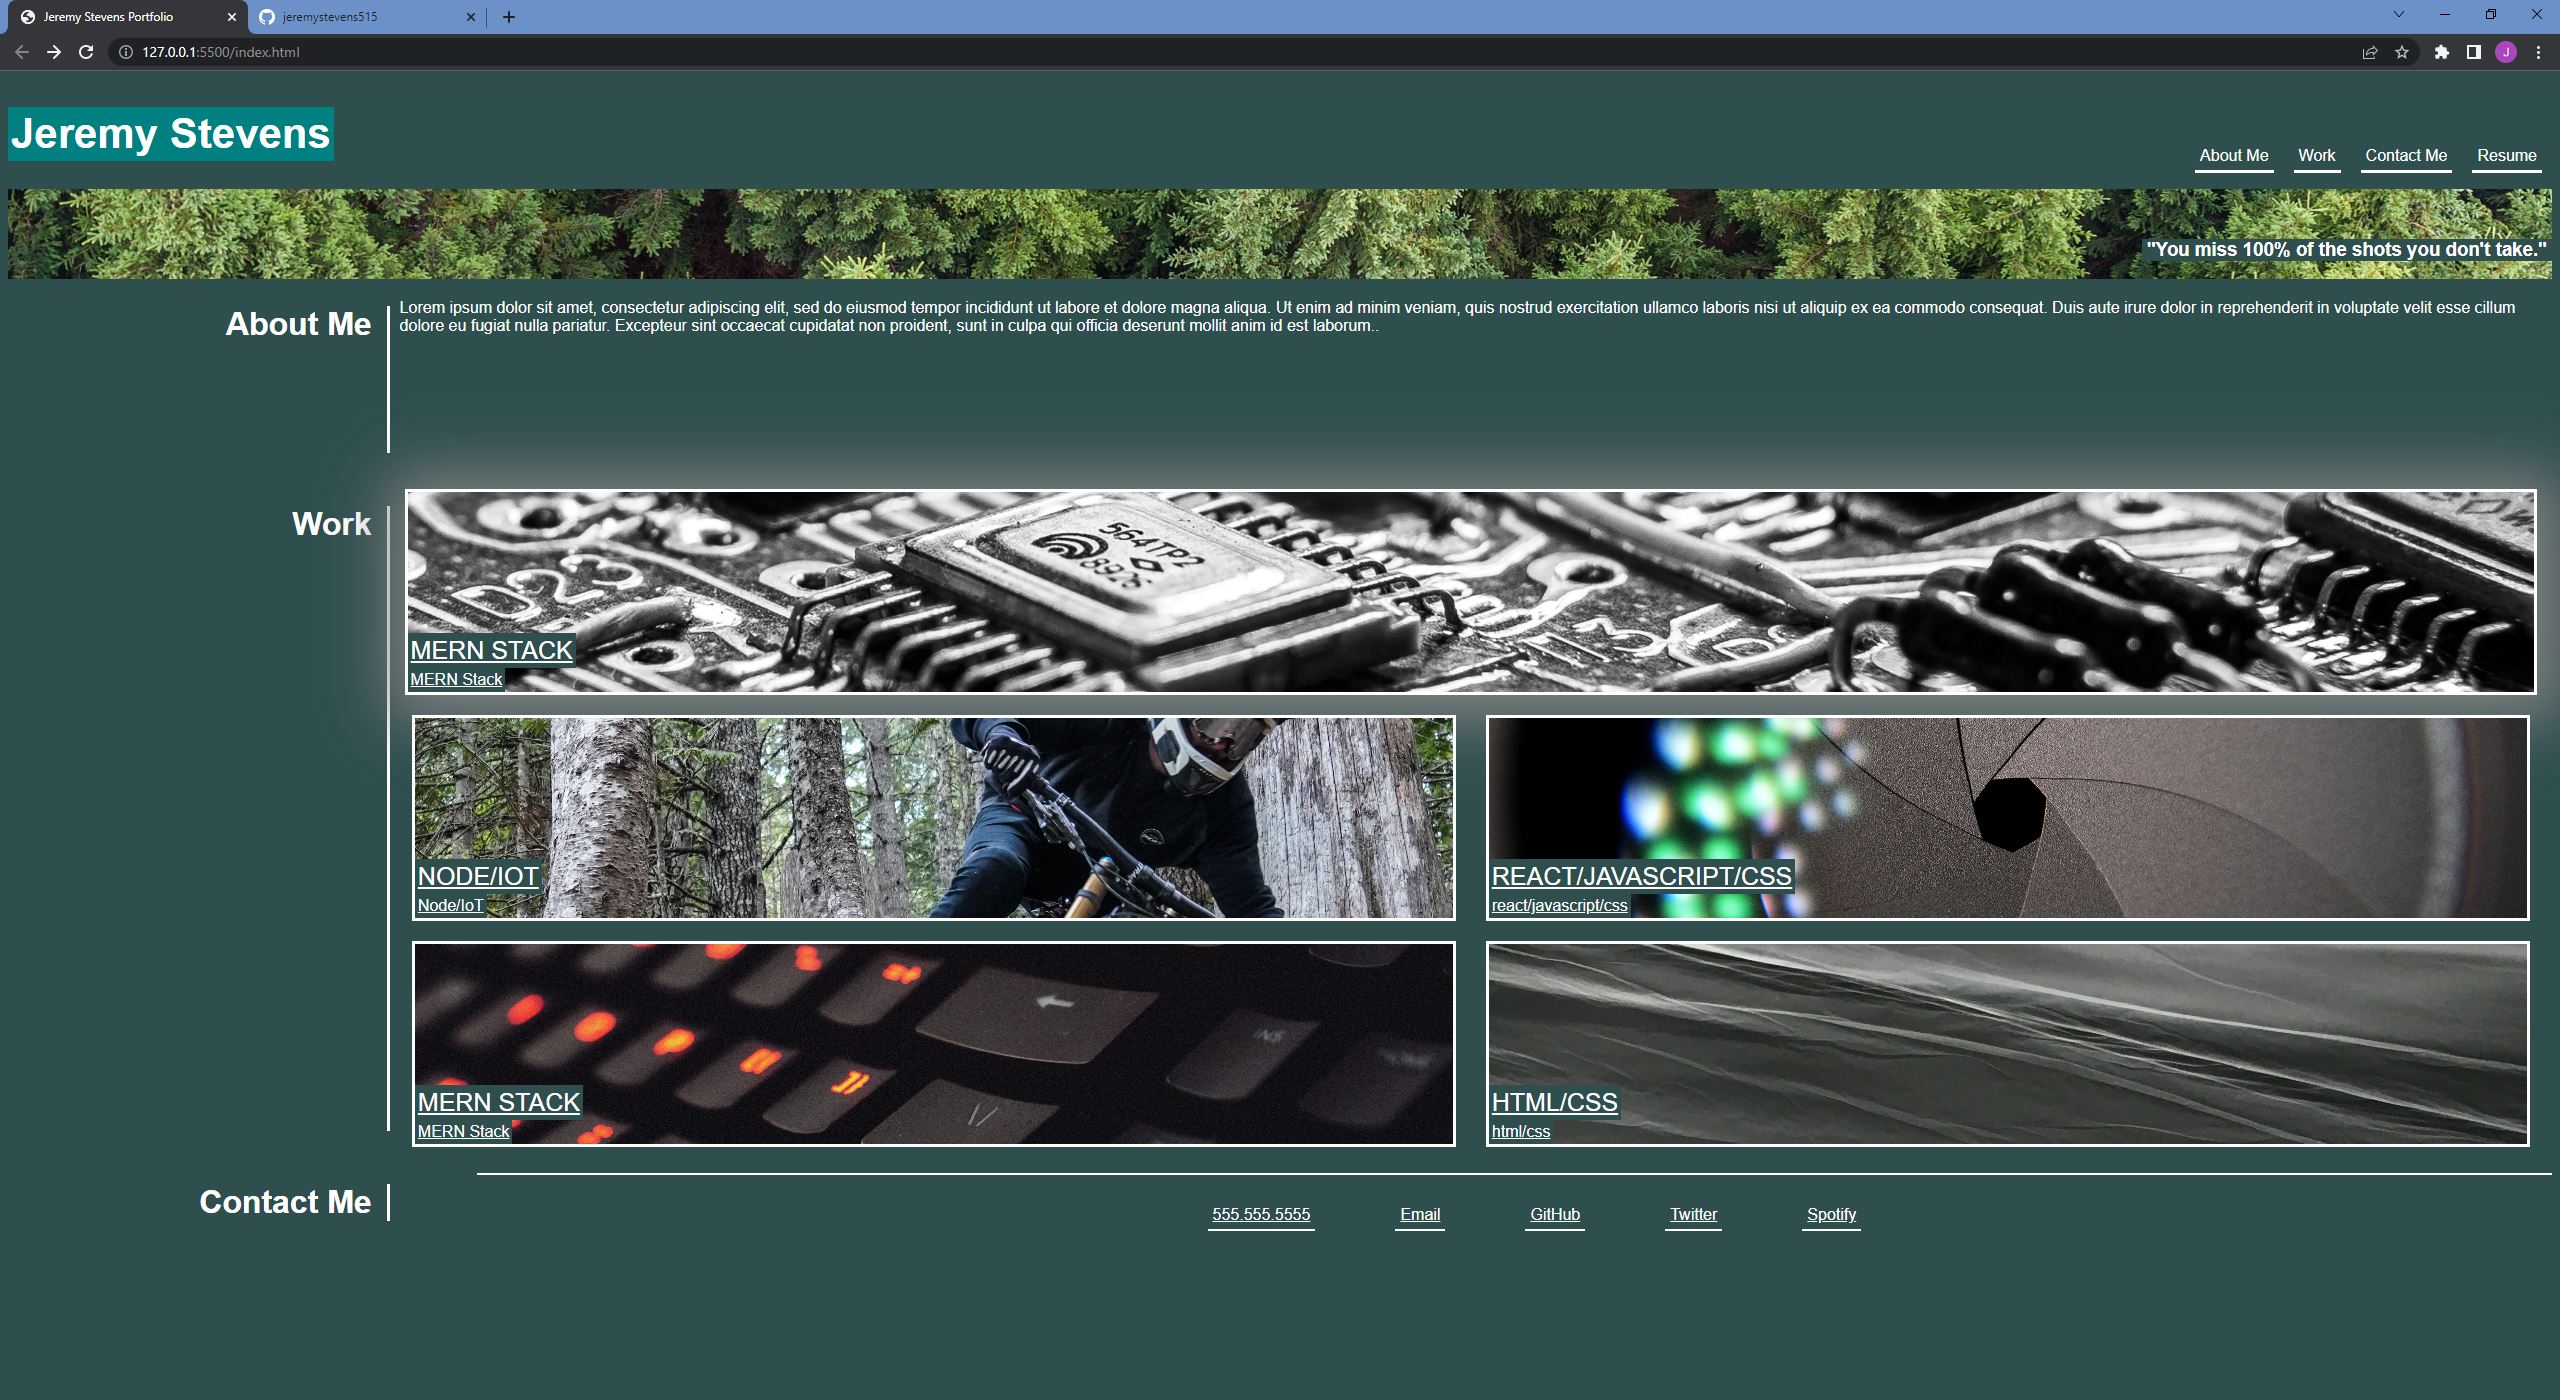 Jeremy Stevens Portfolio
jeremystevens515
127.0.0.1:5500/index.html
J
Jeremy Stevens
About Me Work Contact Me Resume
"You miss 100% of the shots you don't take."
About Me
Lorem ipsum dolor sit amet, consectetur adipiscing elit, sed do eiusmod tempor incididunt ut labore et dolore magna aliqua. Ut enim ad minim veniam, quis nostrud exercitation ullamco laboris nisi ut aliquip ex ea commodo consequat. Duis aute irure dolor in reprehenderit in voluptate velit esse cillum
dolore eu fugiat nulla pariatur. Excepteur sint occaecat cupidatat non proident, sunt in culpa qui officia deserunt mollit anim id est laborum..
Work
564TP2
8926
D23
MERN STACK
MERN Stack
NODE/IOT
Node/IoT
REACT/JAVASCRIPT/CSS
react/javascript/css
INS
MERN STACK
MERN Stack
HTML/CSS
html/css
Contact Me
555.555.5555 Email GitHub Twitter Spotify